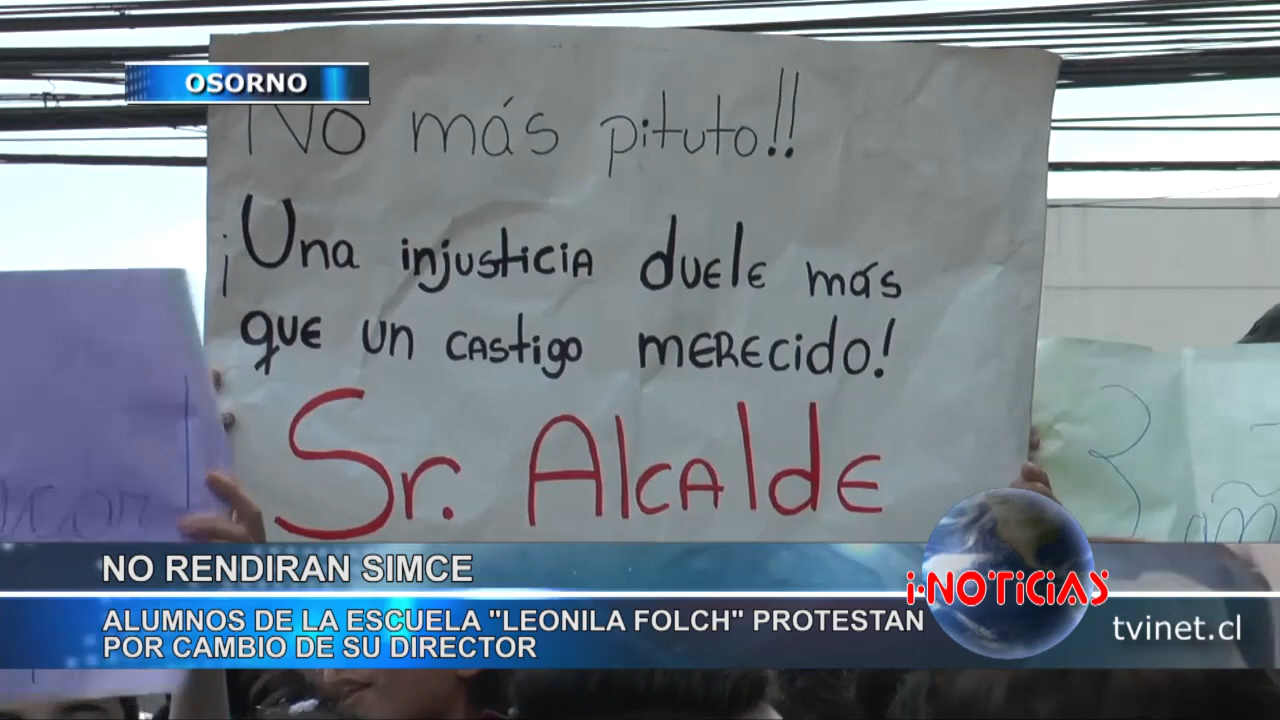 OSORNO
No más pituto!!
¡Una injusticia duele más
que un castigo merecido!
Sr. Alcalde
3
NO RENDIRAN SIMCE
ALUMNOS DE LA ESCUELA "LEONILA FOLCH" PROTESTAN
POR CAMBIO DE SU DIRECTOR
i-NOTICIAS
tvinet.cl